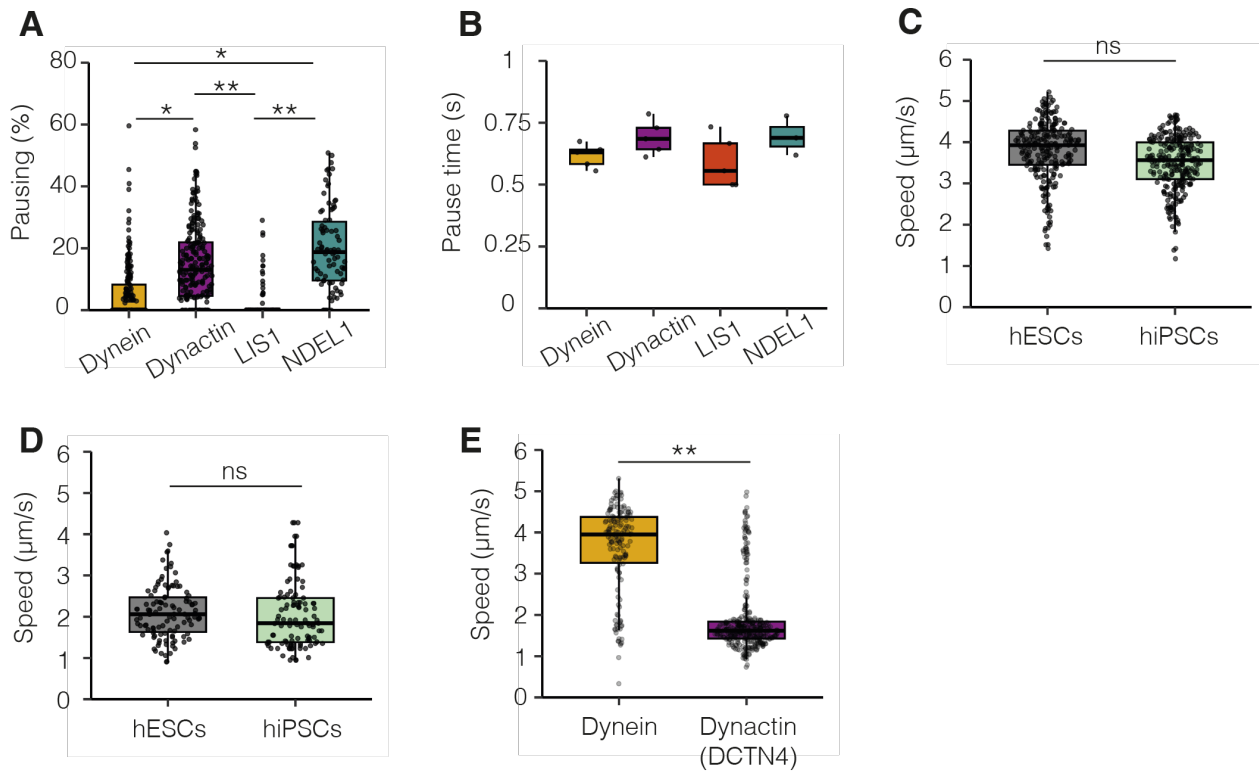 A
Pausing (%)
80
60
40
20
0
*
**
*
**
Dynein
Dynactin
LIS1
NDEL1
B
Pause time (s)
1
0.75
0.5
0.25
0
Dynein
Dynactin
LIS1
NDEL1
C
Speed (μm/s)
6
5
4
3
2
1
0
ns
hESCs
hiPSCs
D
Speed (μm/s)
6
5
4
3
2
1
0
ns
hESCs
hiPSCs
E
Speed (μm/s)
6
5
4
3
2
1
0
**
Dynein
Dynactin
(DCTN4)